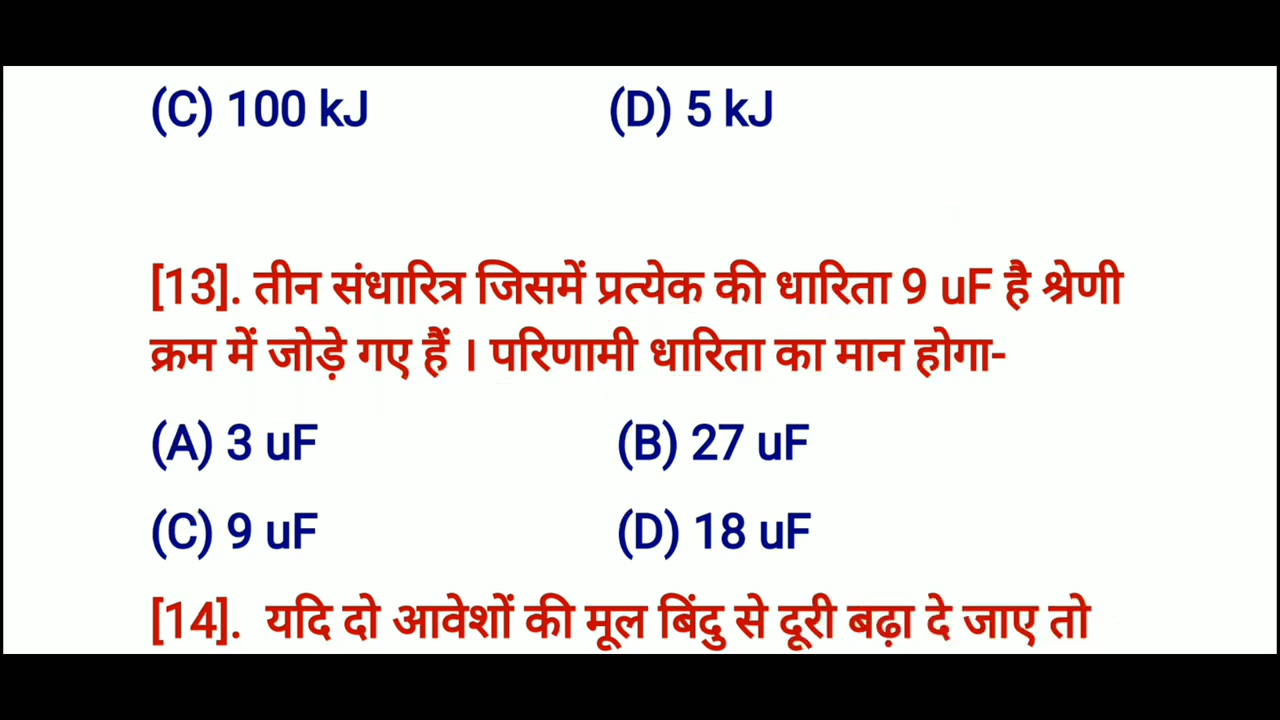 (C) 100 kJ (D) 5 kJ
[13]. तीन संधारित्र जिसमें प्रत्येक की धारिता 9 uF है श्रेणी
क्रम में जोड़े गए हैं । परिणामी धारिता का मान होगा-
(A) 3 uF (B) 27 uF
(C) 9 uF (D) 18 uF
[14]. यदि दो आवेशों की मूल बिंदु से दूरी बढ़ा दे जाए तो